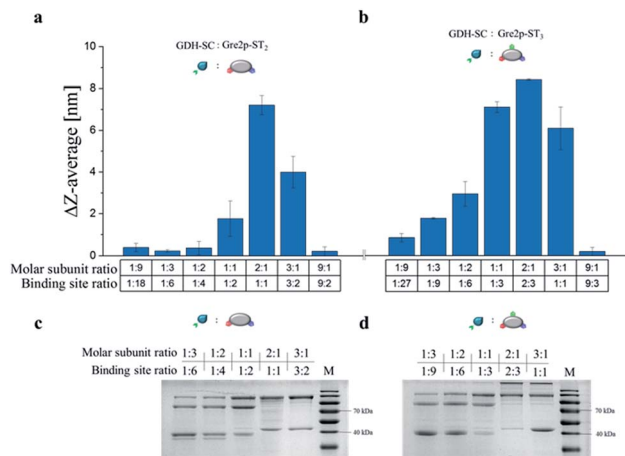 a
GDH-SC : Gre2p-ST2
:
ΔZ-average [nm]
10
8
6
4
2
0
Molar subunit ratio 1:9 1:3 1:2 1:1 2:1 3:1 9:1
Binding site ratio 1:18 1:6 1:4 1:2 1:1 3:2 9:2
b
GDH-SC : Gre2p-ST3
:
1:9 1:3 1:2 1:1 2:1 3:1 9:1
1:27 1:9 1:6 1:3 2:3 1:1 9:3
c
:
Molar subunit ratio 1:3 1:2 1:1 2:1 3:1
Binding site ratio 1:6 1:4 1:2 1:1 3:2 M
70 kDa
40 kDa
d
:
1:3 1:2 1:1 2:1 3:1
1:9 1:6 1:3 2:3 1:1 M
70 kDa
40 kDa